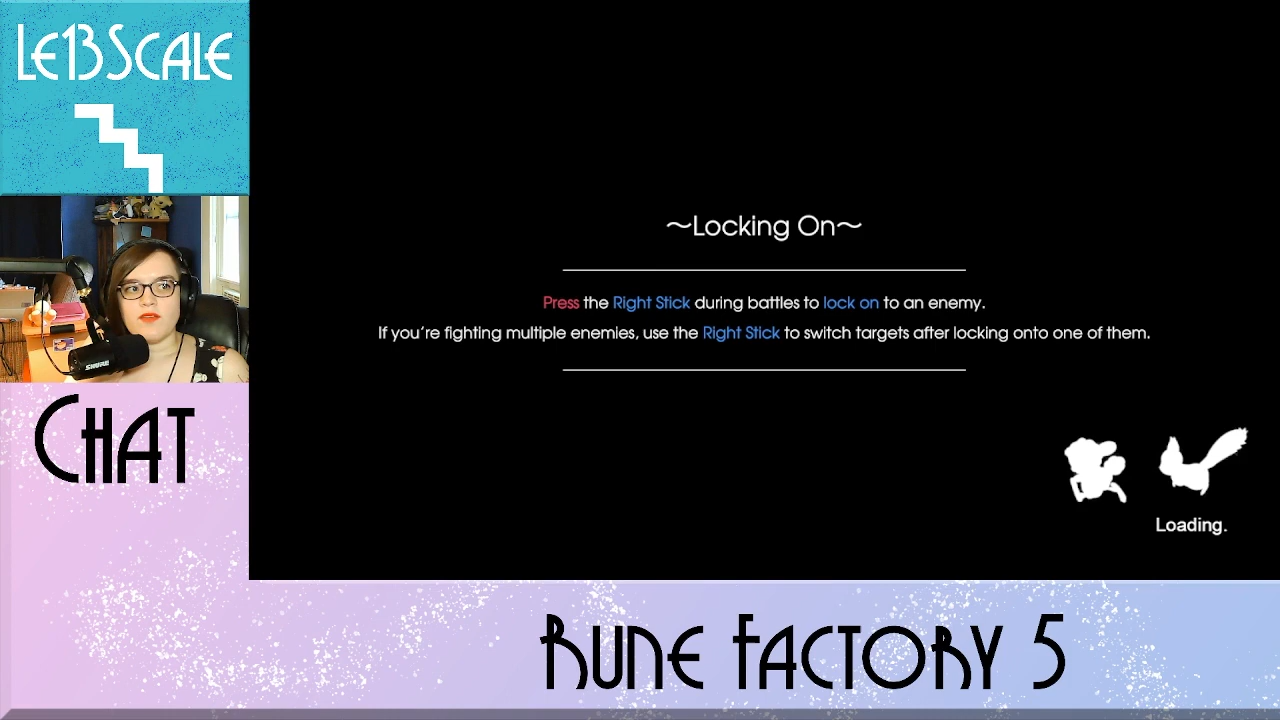 LE13SCALE
~Locking On~
Press the Right Stick during battles to lock on to an enemy.
If you're fighting multiple enemies, use the Right Stick to switch targets after locking onto one of them.
SHURE
CHAT
Loading.
RUNE FACTORY 5